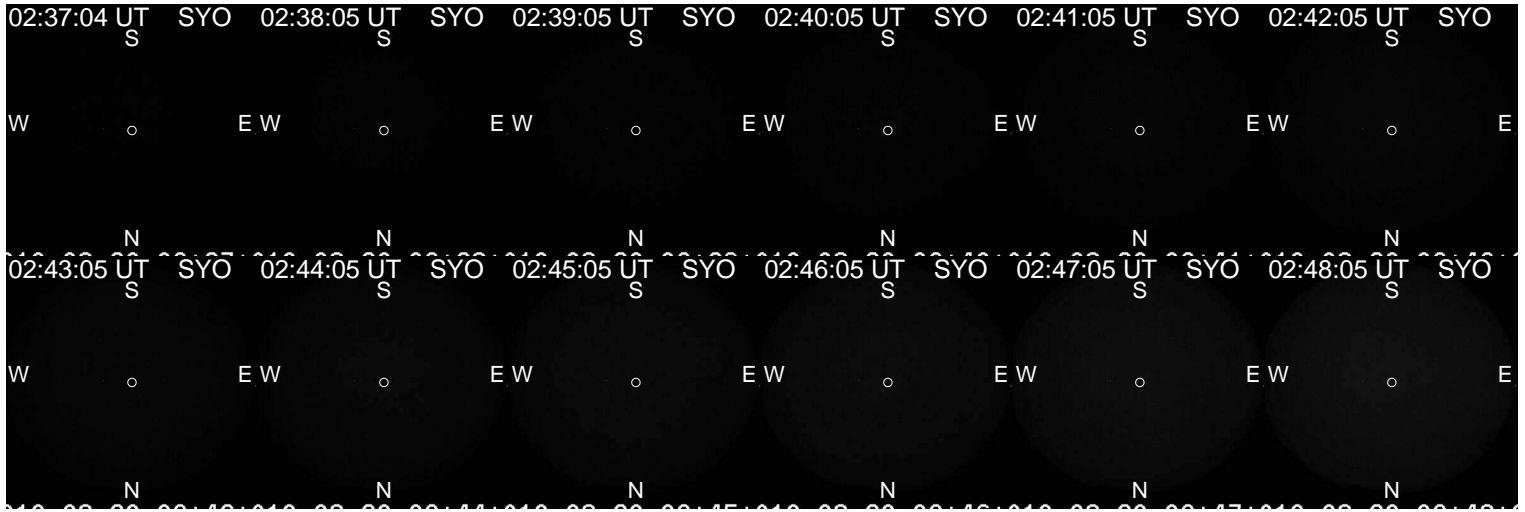 02:37:04 UT SYO 02:38:05 UT SYO 02:39:05 UT SYO 02:40:05 UT SYO 02:41:05 UT SYO 02:42:05 UT SYO
S S S S S S
W E W E W E W E W E W E
N N N N N N
02:43:05 UT SYO 02:44:05 UT SYO 02:45:05 UT SYO 02:46:05 UT SYO 02:47:05 UT SYO 02:48:05 UT SYO
S S S S S S
W E W E W E W E W E W E
N N N N N N